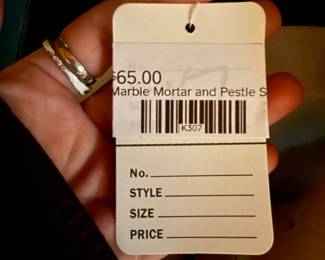 $65.00
Marble Mortar and Pestle S
K307
No.
STYLE
SIZE
PRICE